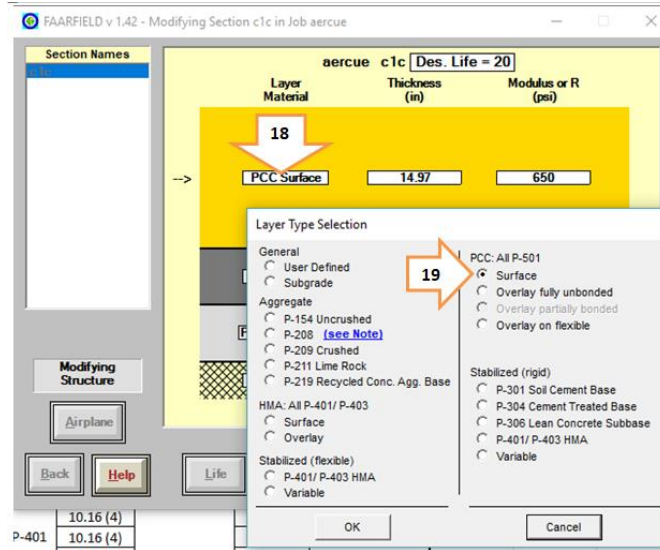 FAARFIELD v 1.42 - Modifying Section c1c in Job aercue
Section Names
c1c
aercue c1c Des. Life = 20
Layer Material
Thickness (in)
Modulus or R (psi)
18
--> PCC Surface 14.97 650
Layer Type Selection
General
User Defined
Subgrade
Aggregate
P-154 Uncrushed
P-208 (see Note)
P-209 Crushed
P-211 Lime Rock
P-219 Recycled Conc. Agg. Base
HMA: All P-401/ P-403
Surface
Overlay
Stabilized (flexible)
P-401/ P-403 HMA
Variable
19
PCC: All P-501
Surface
Overlay fully unbonded
Overlay partially bonded
Overlay on flexible
Stabilized (rigid)
P-301 Soil Cement Base
P-304 Cement Treated Base
P-306 Lean Concrete Subbase
P-401/ P-403 HMA
Variable
OK
Cancel
Modifying Structure
Airplane
Back
Help
Life
10.16 (4)
P-401 10.16 (4)